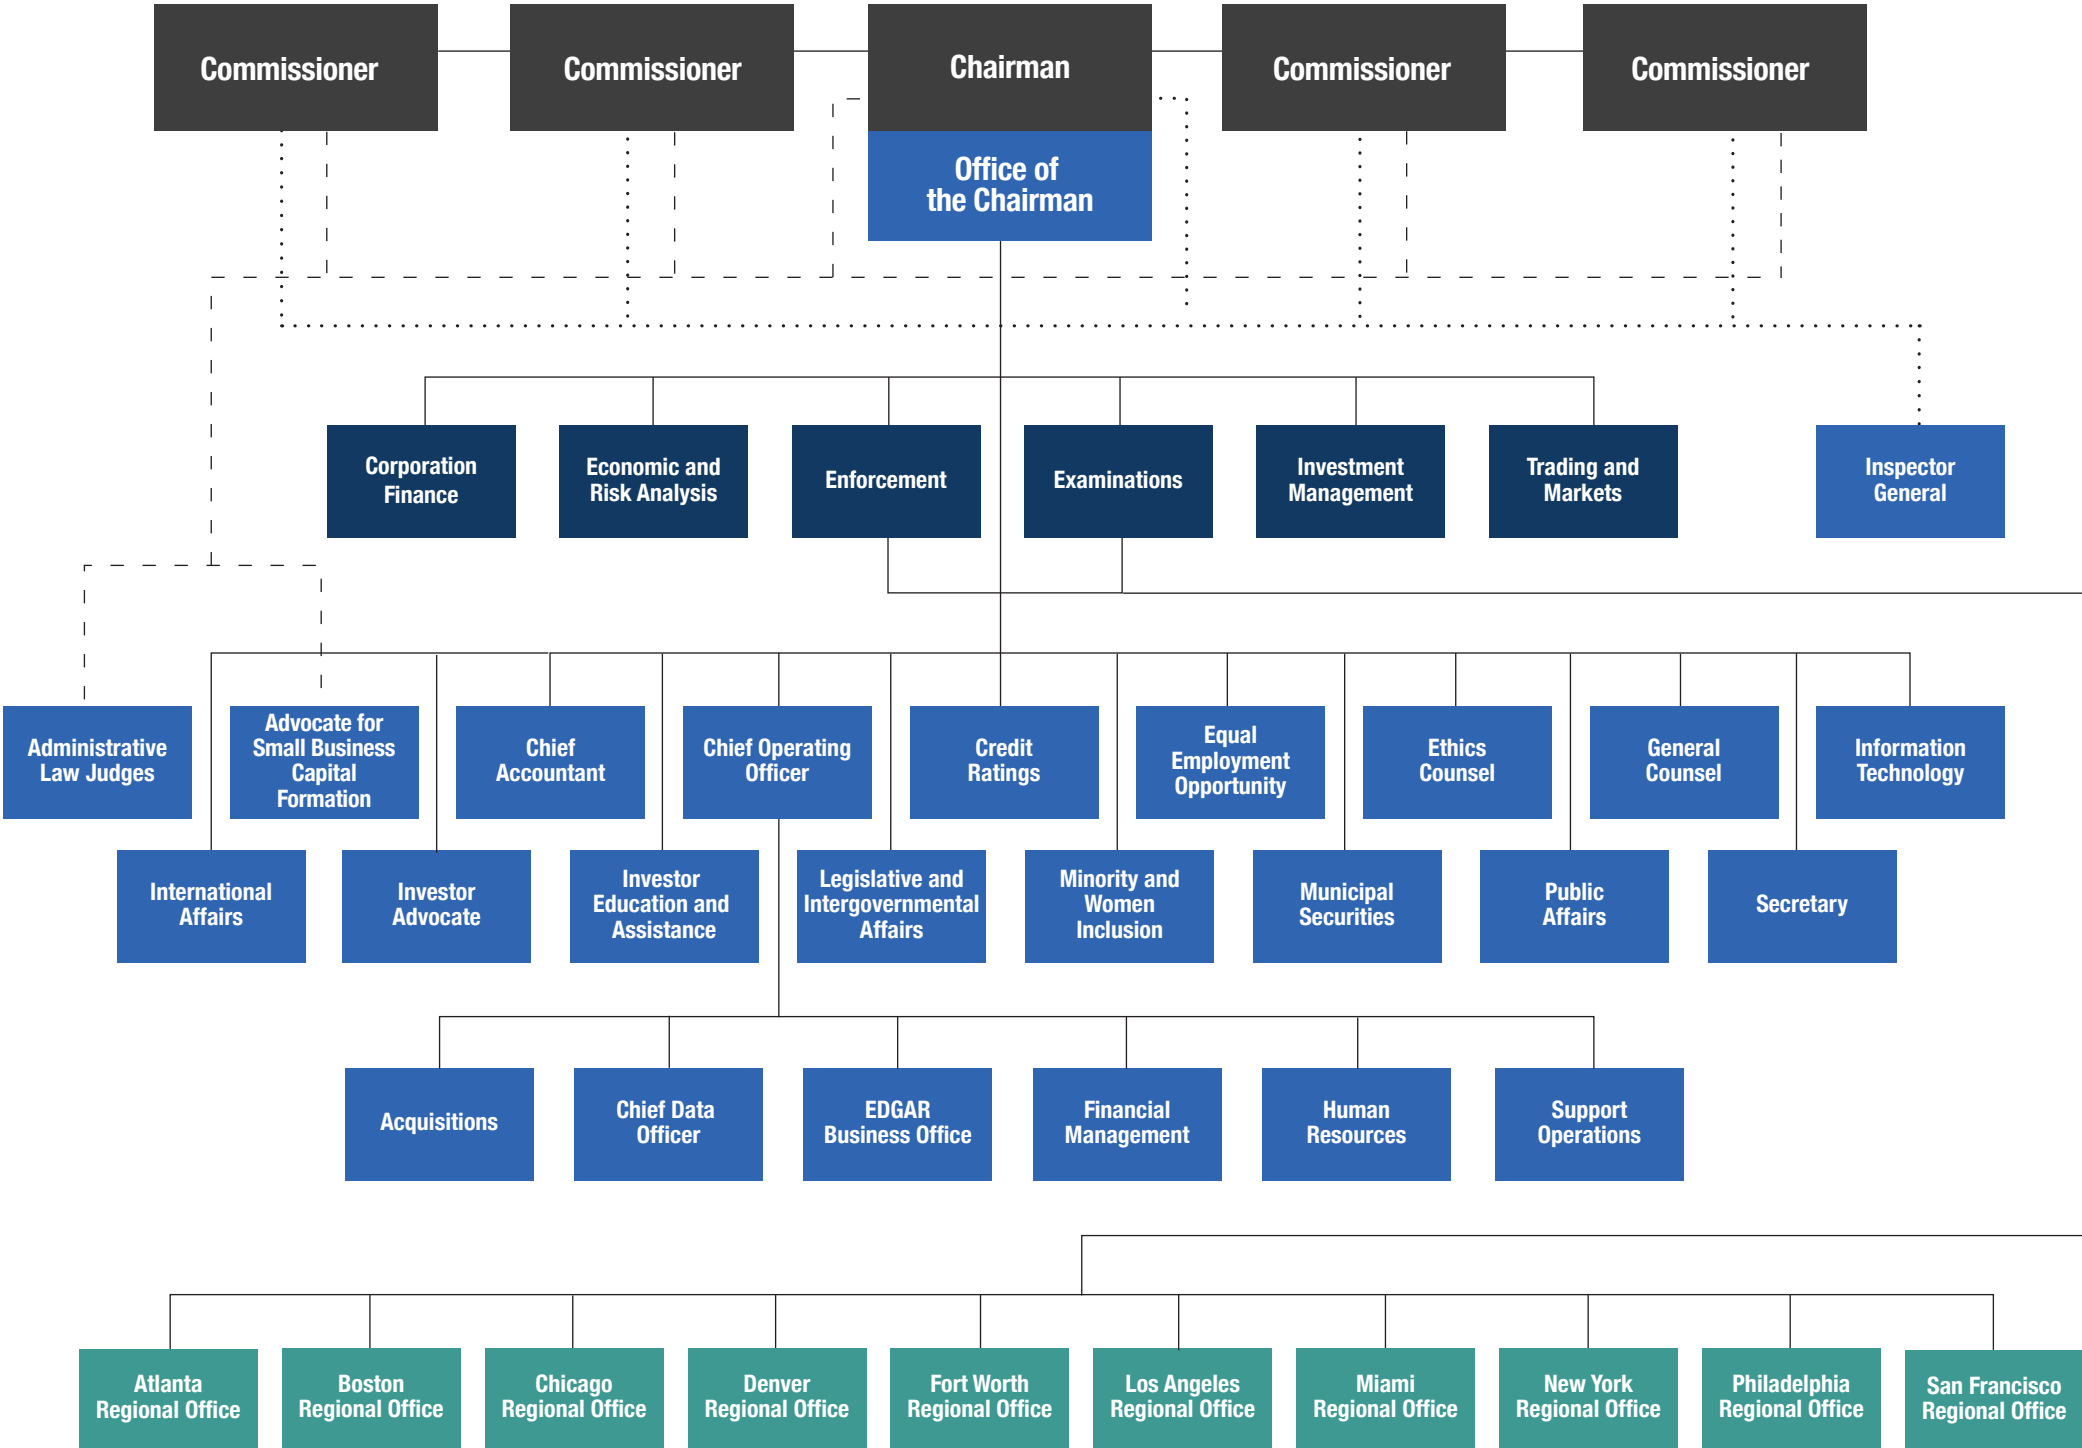 Commissioner
Commissioner
Chairman
Commissioner
Commissioner
Office of
the Chairman
Corporation
Finance
Economic and
Risk Analysis
Enforcement
Examinations
Investment
Management
Trading and
Markets
Inspector
General
Administrative
Law Judges
Advocate for
Small Business
Capital
Formation
Chief
Accountant
Chief Operating
Officer
Credit
Ratings
Equal
Employment
Opportunity
Ethics
Counsel
General
Counsel
Information
Technology
International
Affairs
Investor
Advocate
Investor
Education and
Assistance
Legislative and
Intergovernmental
Affairs
Minority and
Women
Inclusion
Municipal
Securities
Public
Affairs
Secretary
Acquisitions
Chief Data
Officer
EDGAR
Business Office
Financial
Management
Human
Resources
Support
Operations
Atlanta
Regional Office
Boston
Regional Office
Chicago
Regional Office
Denver
Regional Office
Fort Worth
Regional Office
Los Angeles
Regional Office
Miami
Regional Office
New York
Regional Office
Philadelphia
Regional Office
San Francisco
Regional Office